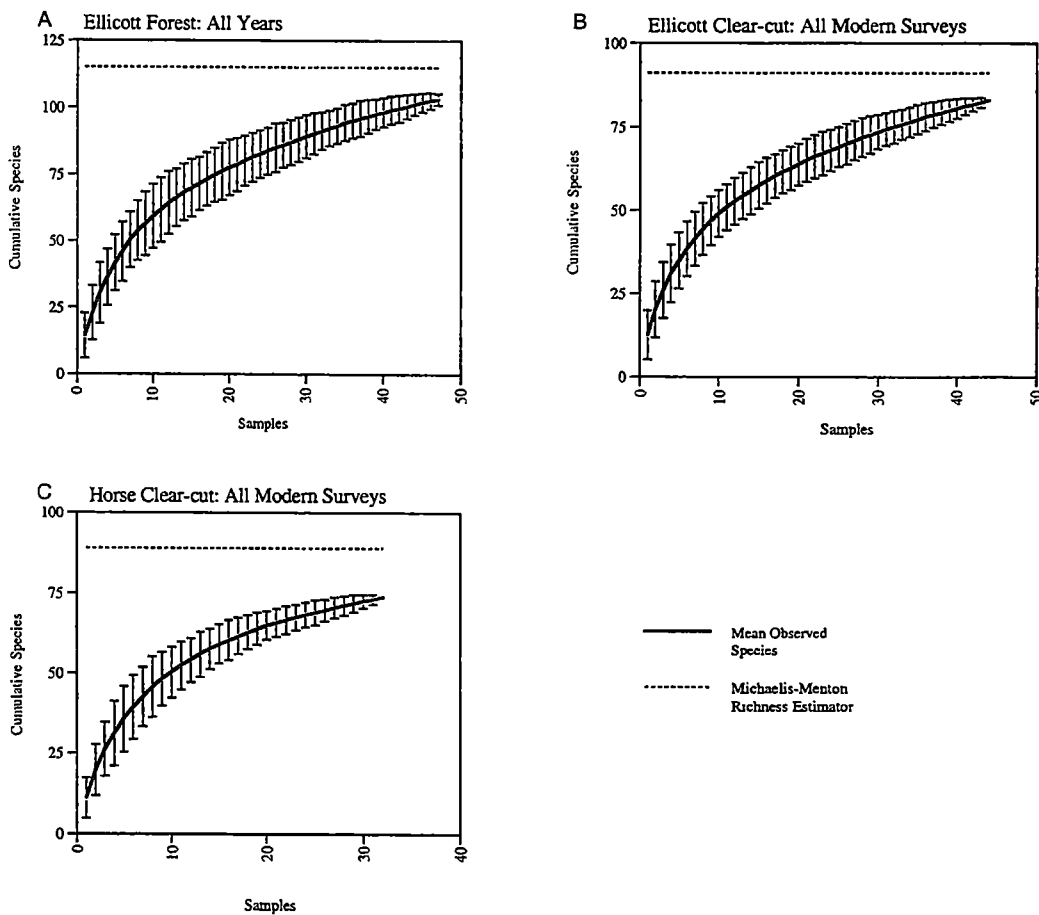 A
Ellicott Forest: All Years
125
100
75
50
25
0
Cumulative Species
0 10 20 30 40 50
Samples
B
Ellicott Clear-cut: All Modern Surveys
100
75
50
25
0
Cumulative Species
0 10 20 30 40 50
Samples
C
Horse Clear-cut: All Modern Surveys
100
75
50
25
0
Cumulative Species
0 10 20 30 40
Samples
Mean Observed
Species
Michaelis-Menton
Richness Estimator